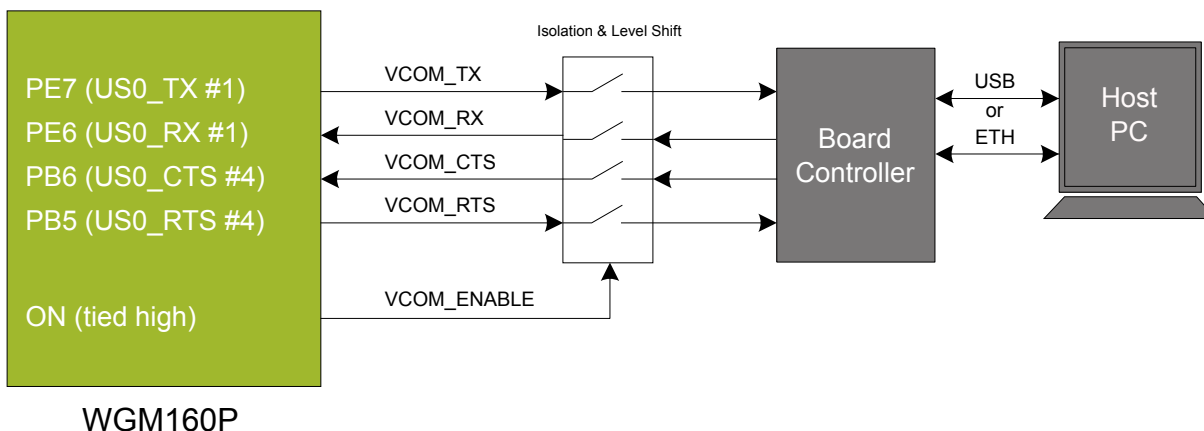 Isolation & Level Shift
PE7 (US0_TX #1)
PE6 (US0_RX #1)
PB6 (US0_CTS #4)
PB5 (US0_RTS #4)
ON (tied high)
VCOM_TX
VCOM_RX
VCOM_CTS
VCOM_RTS
VCOM_ENABLE
Board
Controller
USB
or
ETH
Host
PC
WGM160P